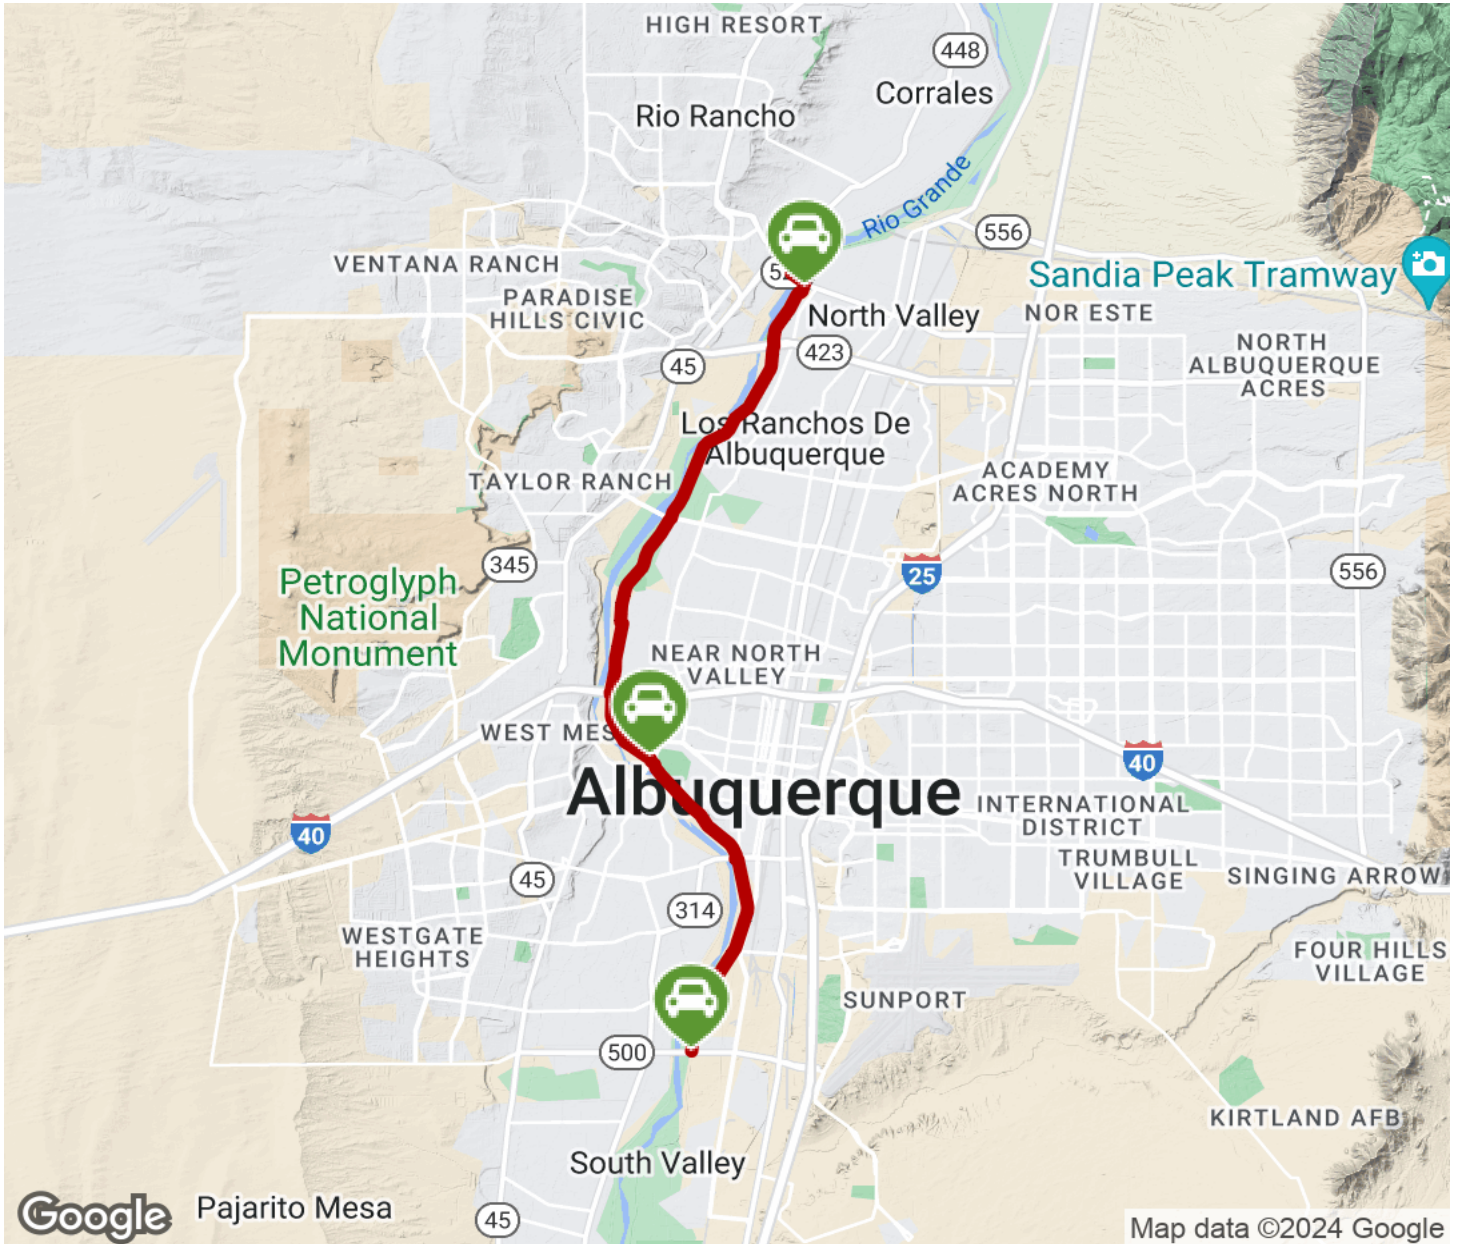 HIGH RESORT
448
Corrales
Rio Rancho
Rio Grande
556
VENTANA RANCH
Sandia Peak Tramway
PARADISE
HILLS CIVIC
North Valley
NOR ESTE
423
45
NORTH
ALBUQUERQUE
ACRES
Los Ranchos De
Albuquerque
TAYLOR RANCH
ACADEMY
ACRES NORTH
345
25
556
Petroglyph
National
Monument
NEAR NORTH
VALLEY
WEST MES
40
Albuquerque
INTERNATIONAL
DISTRICT
40
TRUMBULL
VILLAGE
SINGING ARROW
45
314
WESTGATE
HEIGHTS
FOUR HILLS
VILLAGE
SUNPORT
500
KIRTLAND AFB
South Valley
Pajarito Mesa
45
Google
Map data ©2024 Google